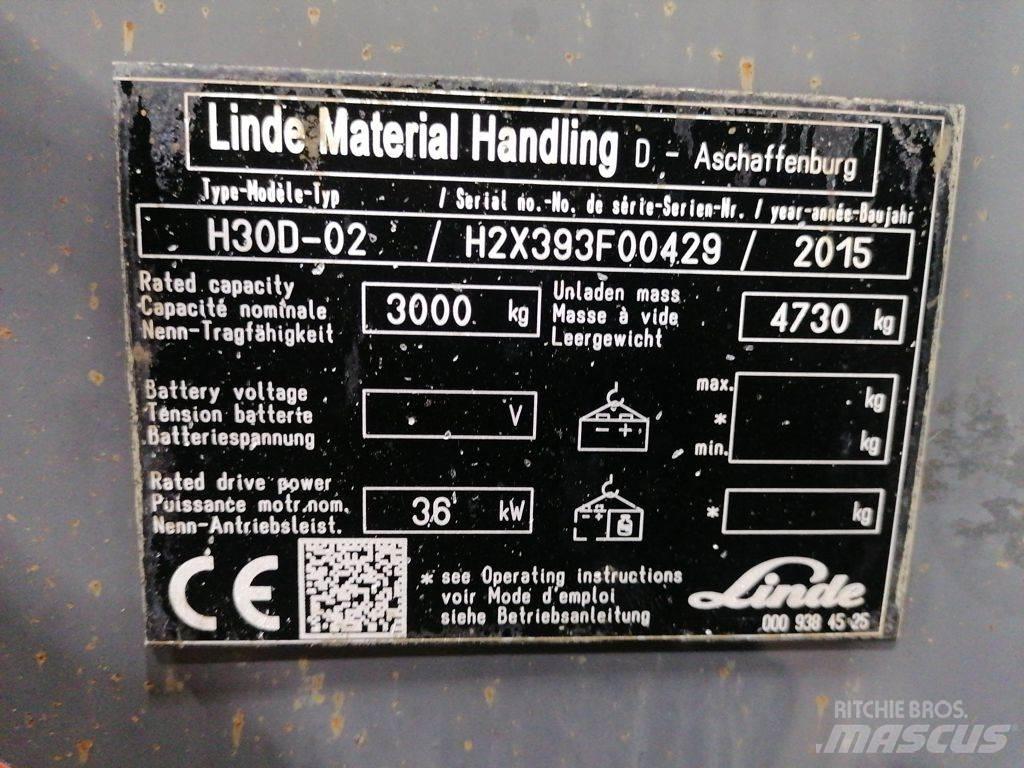 Linde Material Handling D - Aschaffenburg
Type-Modèle-Typ / Serial no.-No. de série-Serien-Nr. / year-année-Baujahr
H30D-02 / H2X393F00429 / 2015
Rated capacity
Capacité nominale
Nenn-Tragfähigkeit
3000 kg
Unladen mass
Masse à vide
Leergewicht
4730 kg
Battery voltage
Tension batterie
Batteriespannung
V
- +
max. kg
*
min. kg
Rated drive power
Puissance motr.nom.
Nenn-Antriebsleist.
36 kW
- +
* kg
CE
* see Operating instructions
voir Mode d'emploi
siehe Betriebsanleitung
Linde
000 938 45 25
RITCHIE BROS.
MASCUS